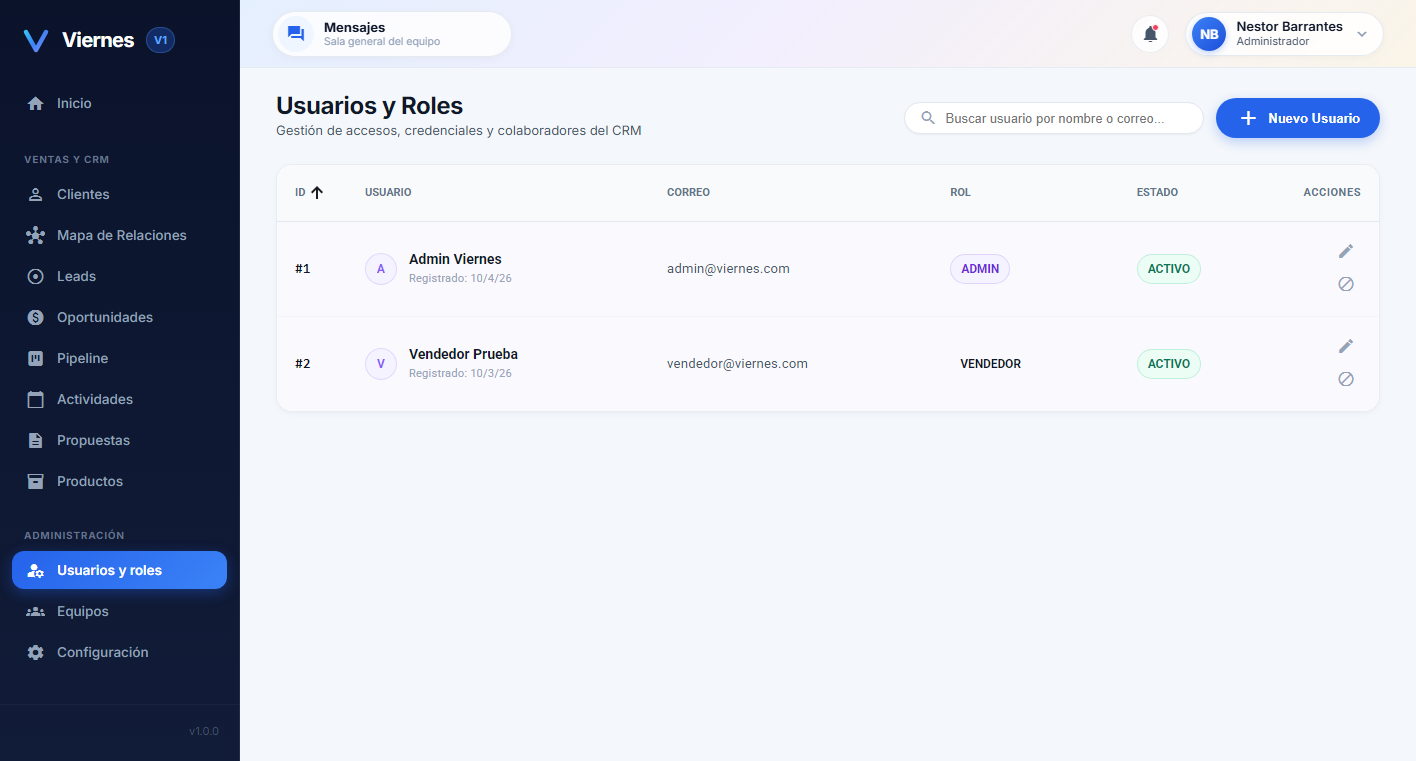 Viernes V1
Inicio
VENTAS Y CRM
Clientes
Mapa de Relaciones
Leads
Oportunidades
Pipeline
Actividades
Propuestas
Productos
ADMINISTRACIÓN
Usuarios y roles
Equipos
Configuración
v1.0.0
Mensajes
Sala general del equipo
NB
Nestor Barrantes
Administrador
Usuarios y Roles
Gestión de accesos, credenciales y colaboradores del CRM
Buscar usuario por nombre o correo...
Nuevo Usuario
ID USUARIO CORREO ROL ESTADO ACCIONES
#1 A Admin Viernes admin@viernes.com ADMIN ACTIVO
Registrado: 10/4/26
#2 V Vendedor Prueba vendedor@viernes.com VENDEDOR ACTIVO
Registrado: 10/3/26